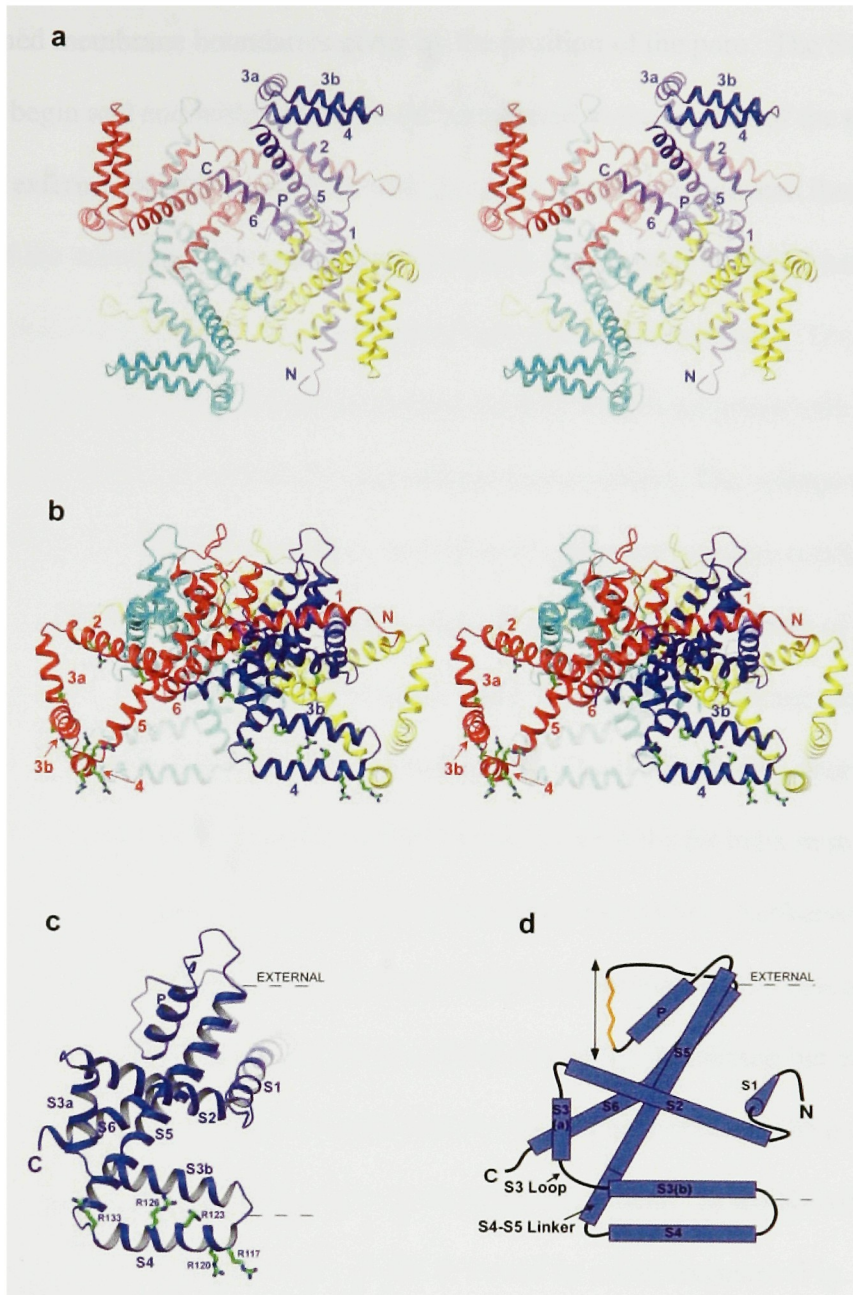 a
3a 3b
4
2
C
P 5
6
1
N
3a 3b
4
2
C
P 5
6
1
N
b
1
N
2
3a
6
5
3b
3b
4
4
1
N
2
3a
6
5
3b
3b
4
4
c
EXTERNAL
P
S1
S3a
S2
S6
S5
C
S3b
R126
R133
R123
S4
R117
R120
d
EXTERNAL
P
S5
S1
S3
(a)
S6
S2
N
C
S3 Loop
S3(b)
S4-S5 Linker
S4